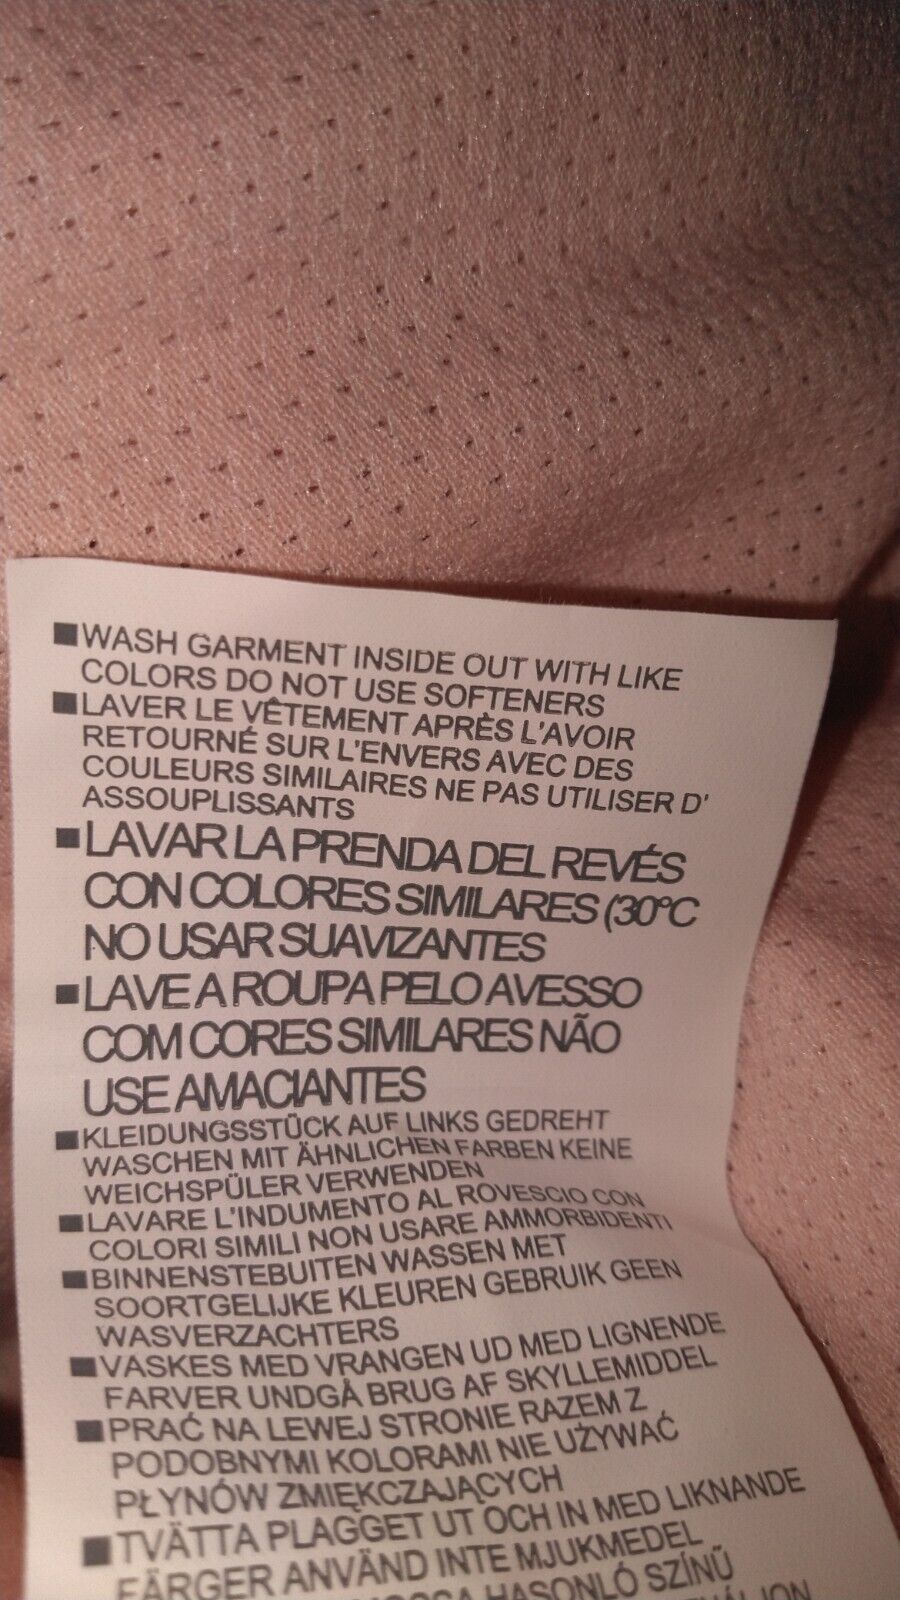 ■WASH GARMENT INSIDE OUT WITH LIKE
COLORS DO NOT USE SOFTENERS
■LAVER LE VÊTEMENT APRÈS L'AVOIR
RETOURNÉ SUR L'ENVERS AVEC DES
COULEURS SIMILAIRES NE PAS UTILISER D'
ASSOUPLISSANTS
■LAVAR LA PRENDA DEL REVÉS
CON COLORES SIMILARES (30ºC
NO USAR SUAVIZANTES
■LAVE A ROUPA PELO AVESSO
COM CORES SIMILARES NÃO
USE AMACIANTES
■KLEIDUNGSSTÜCK AUF LINKS GEDREHT
WASCHEN MIT ÄHNLICHEN FARBEN KEINE
WEICHSPÜLER VERWENDEN
■LAVARE L'INDUMENTO AL ROVESCIO CON
COLORI SIMILI NON USARE AMMORBIDENTI
■BINNENSTEBUITEN WASSEN MET
SOORTGELIJKE KLEUREN GEBRUIK GEEN
WASVERZACHTERS
■VASKES MED VRANGEN UD MED LIGNENDE
FARVER UNDGÅ BRUG AF SKYLLEMIDDEL
■PRAĆ NA LEWEJ STRONIE RAZEM Z
PODOBNYMI KOLORAMI NIE UŻYWAĆ
PŁYNÓW ZMIĘKCZAJĄCYCH
■TVÄTTA PLAGGET UT OCH IN MED LIKNANDE
FÄRGER ANVÄND INTE MJUKMEDEL
HASONLÓ SZÍNŰ